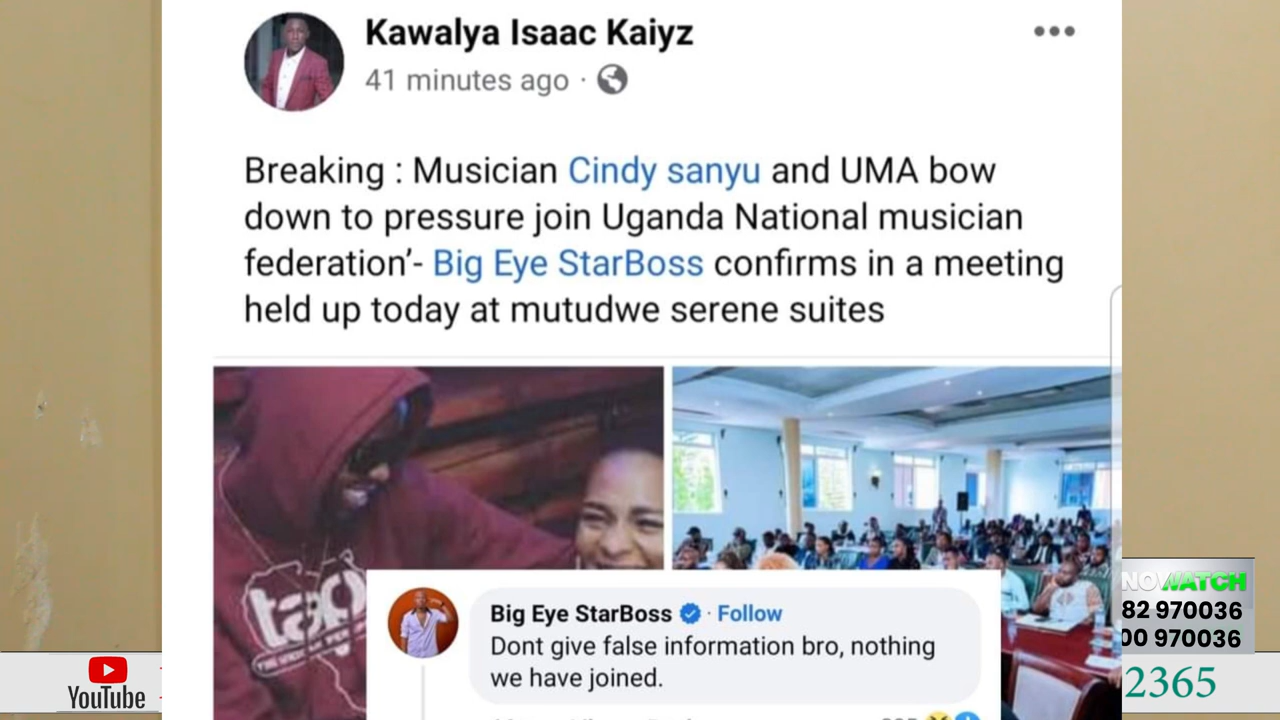 Kawalya Isaac Kaiyz
41 minutes ago ·
Breaking : Musician Cindy sanyu and UMA bow
down to pressure join Uganda National musician
federation’- Big Eye StarBoss confirms in a meeting
held up today at mutudwe serene suites
Big Eye StarBoss · Follow
Dont give false information bro, nothing
we have joined.
WATCH
82 970036
00 970036
YouTube
2365